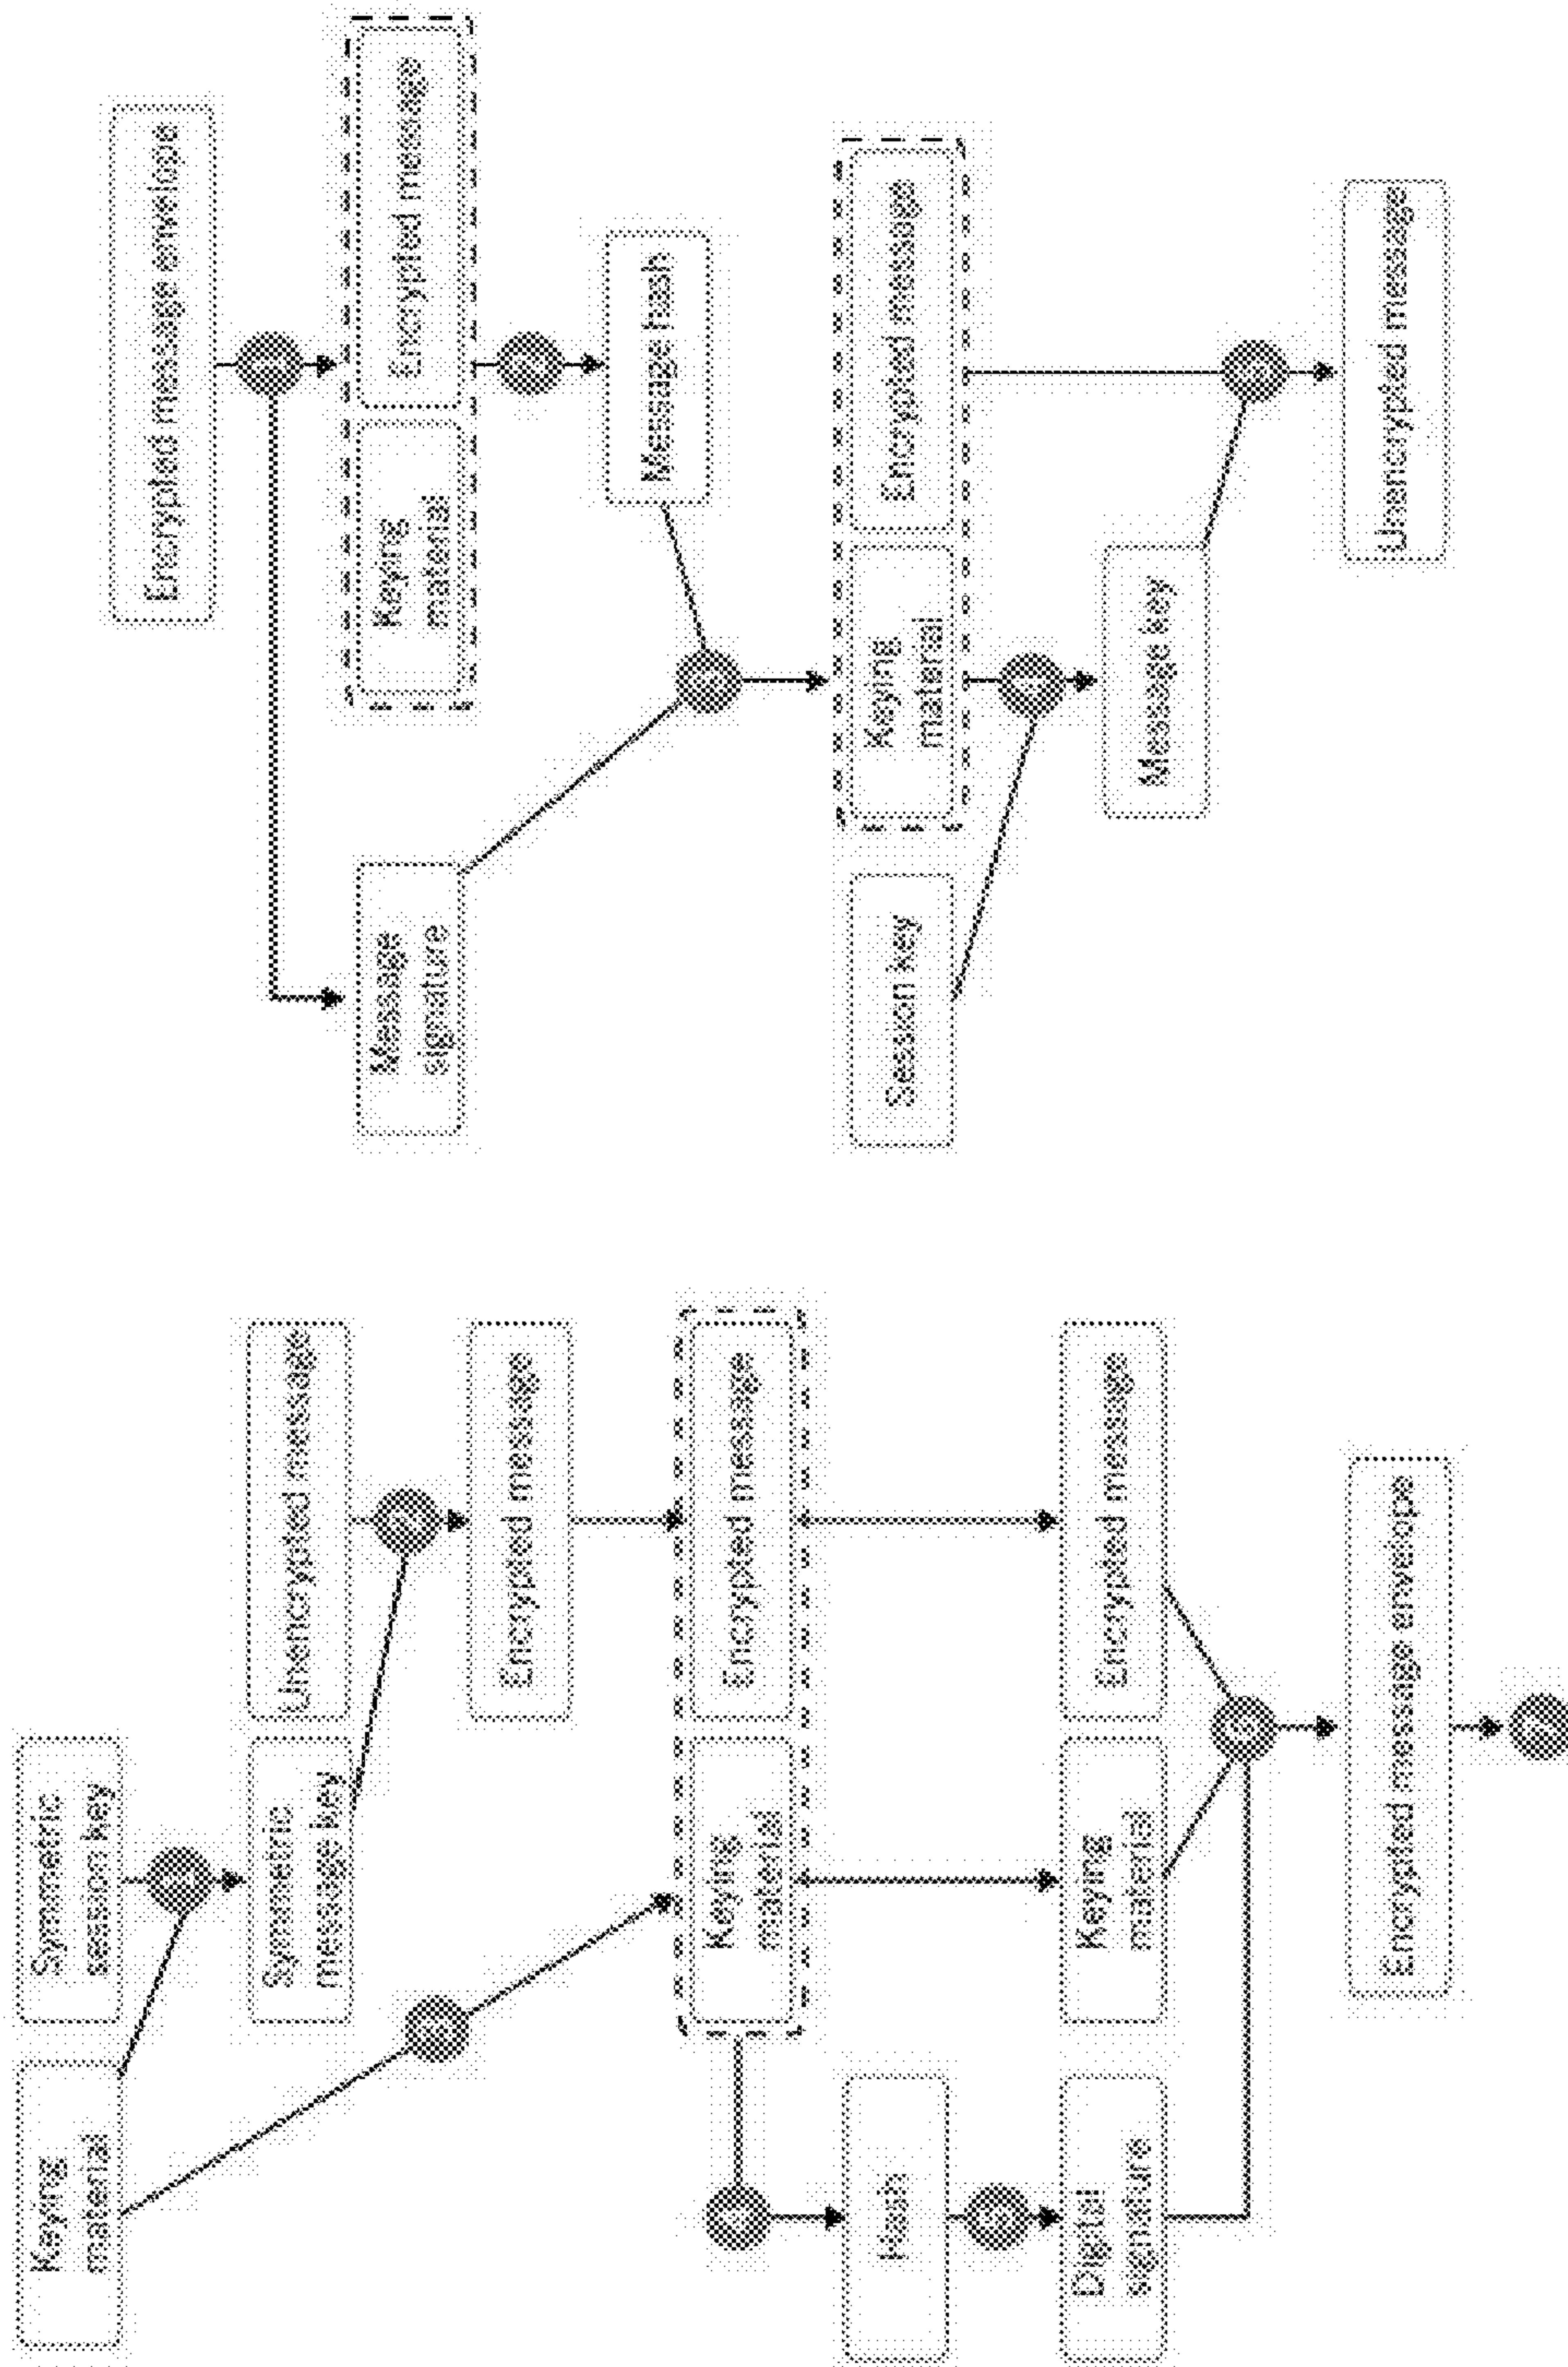 Keying
material
Symmetric
session key
Symmetric
message key
Unencrypted message
Encrypted message
Keying
material
Encrypted message
Hash
Digital
signature
Keying
material
Encrypted message
Encrypted message envelope
Encrypted message envelope
Message
signature
Keying
material
Encrypted message
Message hash
Session key
Keying
material
Encrypted message
Message key
Unencrypted message